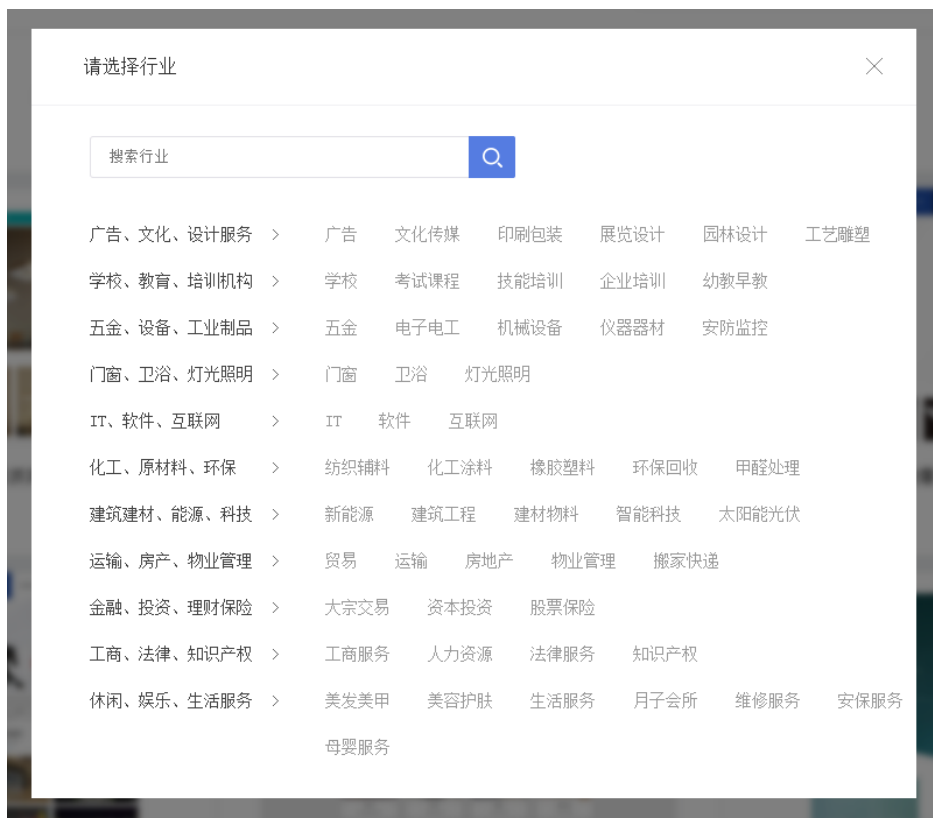 请选择行业
搜索行业
广告、文化、设计服务 > 广告 文化传媒 印刷包装 展览设计 园林设计 工艺雕塑
学校、教育、培训机构 > 学校 考试课程 技能培训 企业培训 幼教早教
五金、设备、工业制品 > 五金 电子电工 机械设备 仪器器材 安防监控
门窗、卫浴、灯光照明 > 门窗 卫浴 灯光照明
IT、软件、互联网 > IT 软件 互联网
化工、原材料、环保 > 纺织辅料 化工涂料 橡胶塑料 环保回收 甲醛处理
建筑建材、能源、科技 > 新能源 建筑工程 建材物料 智能科技 太阳能光伏
运输、房产、物业管理 > 贸易 运输 房地产 物业管理 搬家快递
金融、投资、理财保险 > 大宗交易 资本投资 股票保险
工商、法律、知识产权 > 工商服务 人力资源 法律服务 知识产权
休闲、娱乐、生活服务 > 美发美甲 美容护肤 生活服务 月子会所 维修服务 安保服务
母婴服务